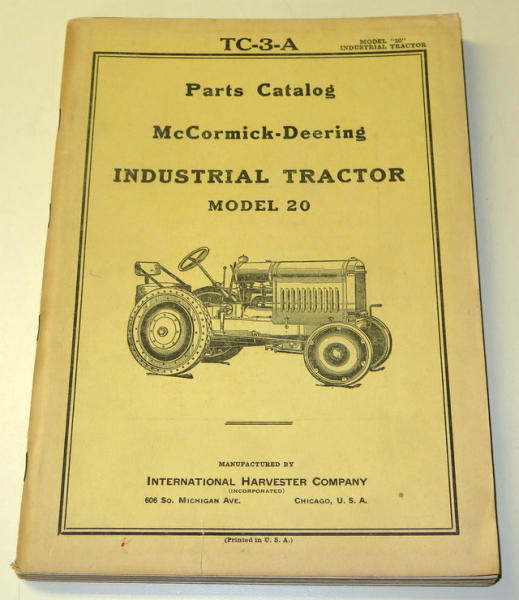 TC-3-A
MODEL "20"
INDUSTRIAL TRACTOR
Parts Catalog
McCormick-Deering
INDUSTRIAL TRACTOR
MODEL 20
MANUFACTURED BY
INTERNATIONAL HARVESTER COMPANY
(INCORPORATED)
606 SO. MICHIGAN AVE. CHICAGO, U. S. A.
(Printed in U. S. A.)